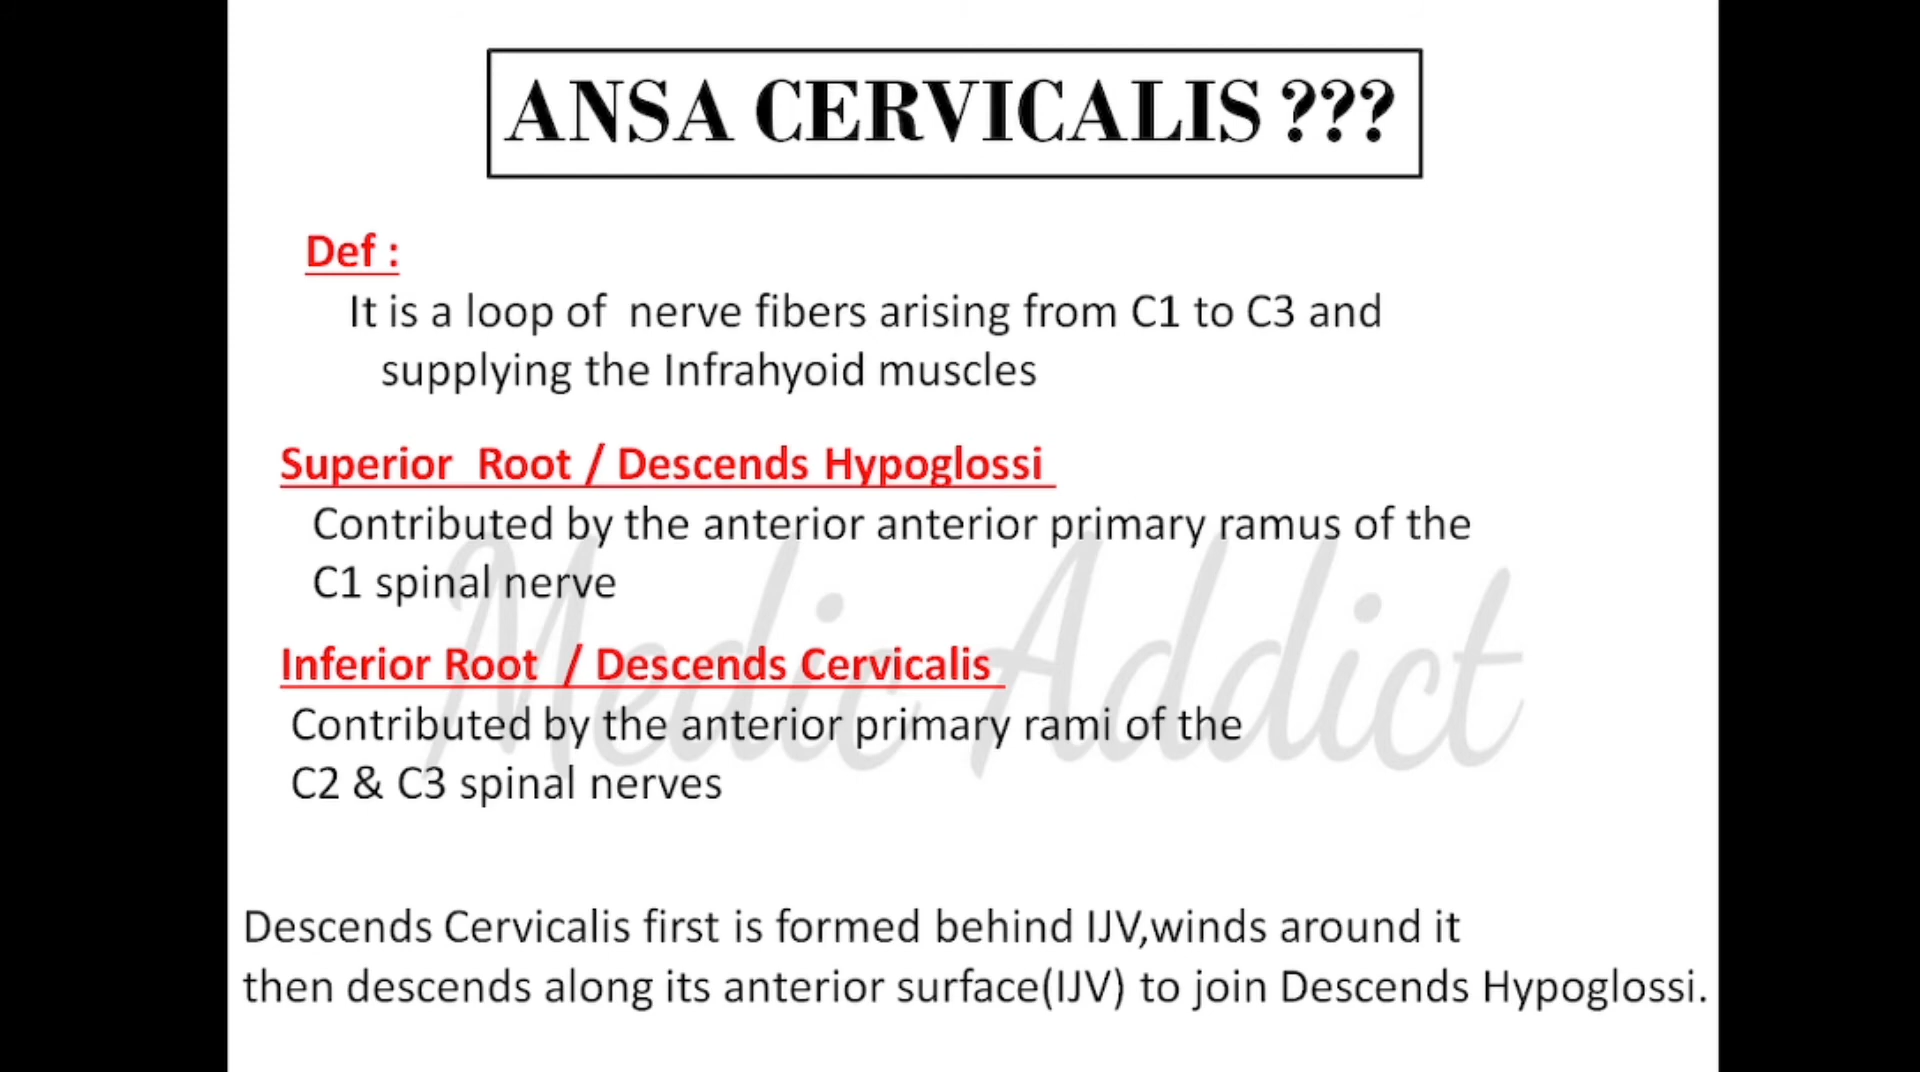 ANSA CERVICALIS ???
Def :
It is a loop of nerve fibers arising from C1 to C3 and
supplying the Infrahyoid muscles
Superior Root / Descends Hypoglossi
Contributed by the anterior anterior primary ramus of the
C1 spinal nerve
Medic Addict
Inferior Root / Descends Cervicalis
Contributed by the anterior primary rami of the
C2 & C3 spinal nerves
Descends Cervicalis first is formed behind IJV,winds around it
then descends along its anterior surface(IJV) to join Descends Hypoglossi.